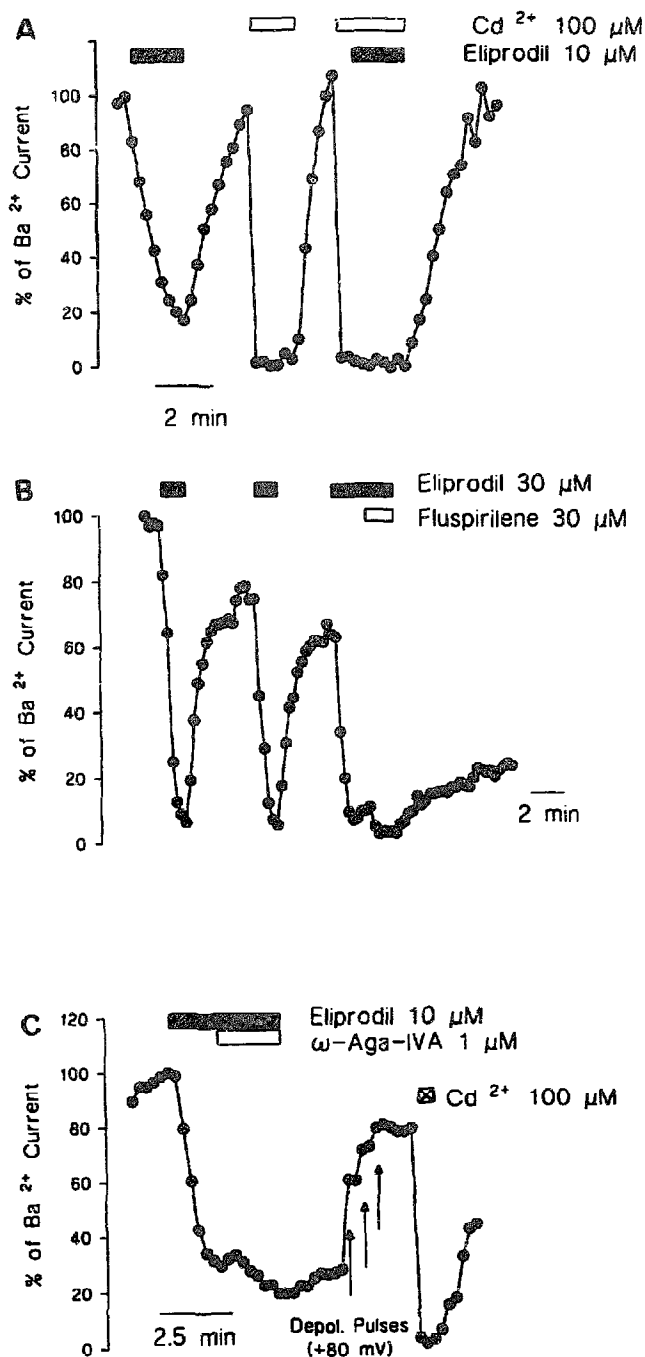 A
Cd 2+ 100 µM
Eliprodil 10 µM
% of Ba 2+ Current
100
80
60
40
20
0
2 min
B
Eliprodil 30 µM
Fluspirilene 30 µM
% of Ba 2+ Current
100
80
60
40
20
0
2 min
C
Eliprodil 10 µM
ω-Aga-IVA 1 µM
Cd 2+ 100 µM
% of Ba 2+ Current
120
100
80
60
40
20
0
2.5 min
Depol. Pulses
(+80 mV)